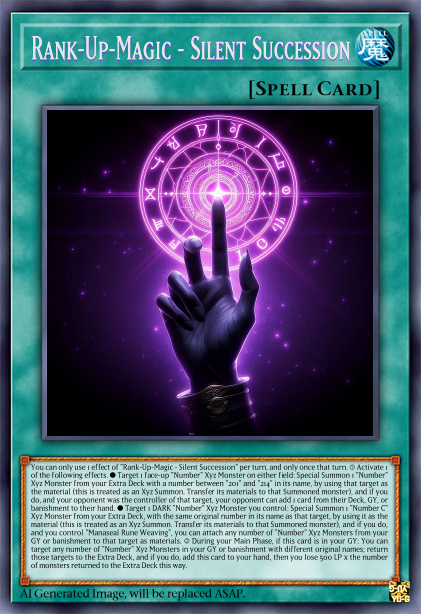 Rank-Up-Magic - Silent Succession
SPELL
魔
[Spell Card]
You can only use 1 effect of "Rank-Up-Magic - Silent Succession" per turn, and only once that turn. ① Activate 1
of the following effects. ● Target 1 face-up "Number" Xyz Monster on either field: Special Summon 1 "Number"
Xyz Monster from your Extra Deck with a number between "201" and "214" in its name, by using that target as
the material (this is treated as an Xyz Summon. Transfer its materials to that Summoned monster), and if you
do, and your opponent was the controller of that target, your opponent can add 1 card from their Deck, GY, or
banishment to their hand. ● Target 1 DARK "Number" Xyz Monster you control: Special Summon 1 "Number C"
Xyz Monster from your Extra Deck, with the same original number in its name as that target, by using it as the
material (this is treated as an Xyz Summon. Transfer its materials to that Summoned monster), and if you do,
and you control "Manaseal Rune Weaving", you can attach any number of "Number" Xyz Monsters from your
GY or banishment to that target as materials. ② During your Main Phase, if this card is in your GY: You can
target any number of "Number" Xyz Monsters in your GY or banishment with different original names; return
those targets to the Extra Deck, and if you do, add this card to your hand, then you lose 500 LP x the number
of monsters returned to the Extra Deck this way.
AI Generated Image, will be replaced ASAP.